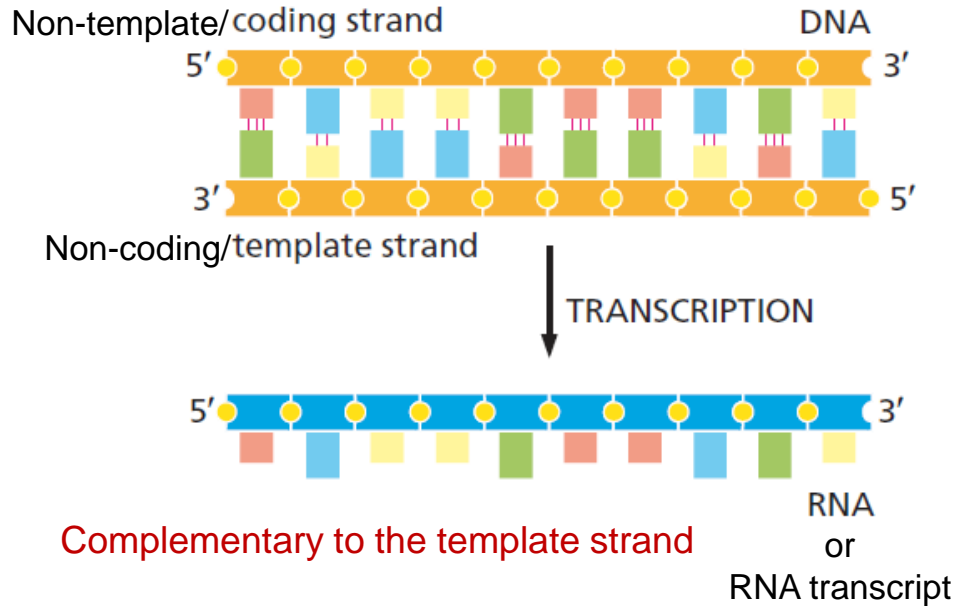 Non-template/coding strand DNA
5′ 3′
3′ 5′
Non-coding/template strand
TRANSCRIPTION
5′ 3′
RNA
Complementary to the template strand or
RNA transcript